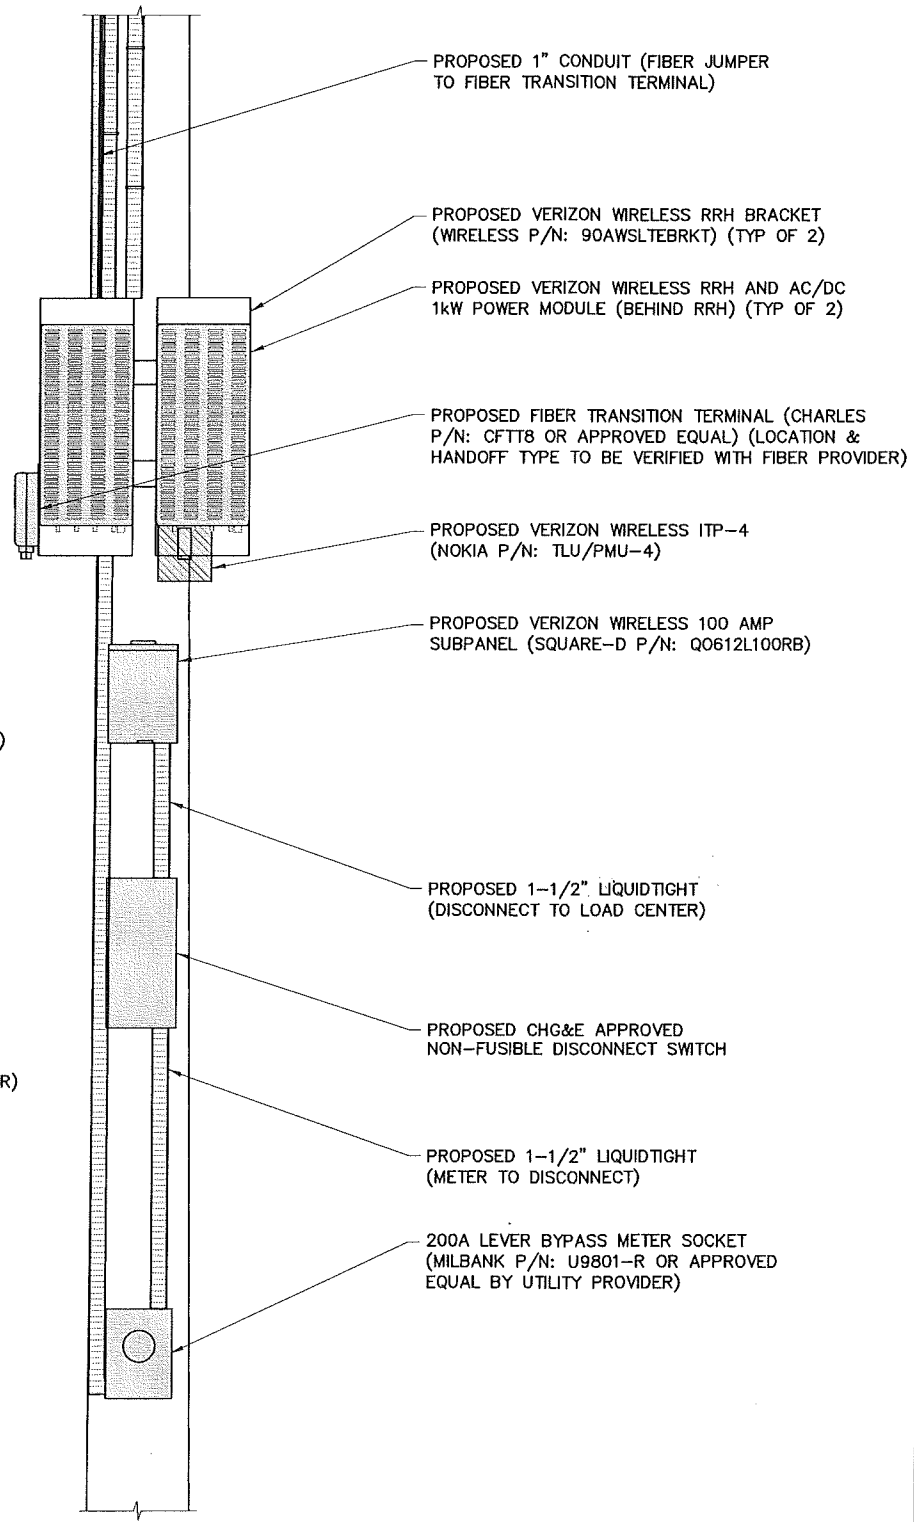 PROPOSED 1" CONDUIT (FIBER JUMPER
TO FIBER TRANSITION TERMINAL)
PROPOSED VERIZON WIRELESS RRH BRACKET
(WIRELESS P/N: 90AWSLTEBRKT) (TYP OF 2)
PROPOSED VERIZON WIRELESS RRH AND AC/DC
1kW POWER MODULE (BEHIND RRH) (TYP OF 2)
PROPOSED FIBER TRANSITION TERMINAL (CHARLES
P/N: CFTT8 OR APPROVED EQUAL) (LOCATION &
HANDOFF TYPE TO BE VERIFIED WITH FIBER PROVIDER)
PROPOSED VERIZON WIRELESS ITP-4
(NOKIA P/N: TLU/PMU-4)
PROPOSED VERIZON WIRELESS 100 AMP
SUBPANEL (SQUARE-D P/N: QO612L100RB)
)
PROPOSED 1-1/2" LIQUIDTIGHT
(DISCONNECT TO LOAD CENTER)
PROPOSED CHG&E APPROVED
NON-FUSIBLE DISCONNECT SWITCH
R)
PROPOSED 1-1/2" LIQUIDTIGHT
(METER TO DISCONNECT)
200A LEVER BYPASS METER SOCKET
(MILBANK P/N: U9801-R OR APPROVED
EQUAL BY UTILITY PROVIDER)